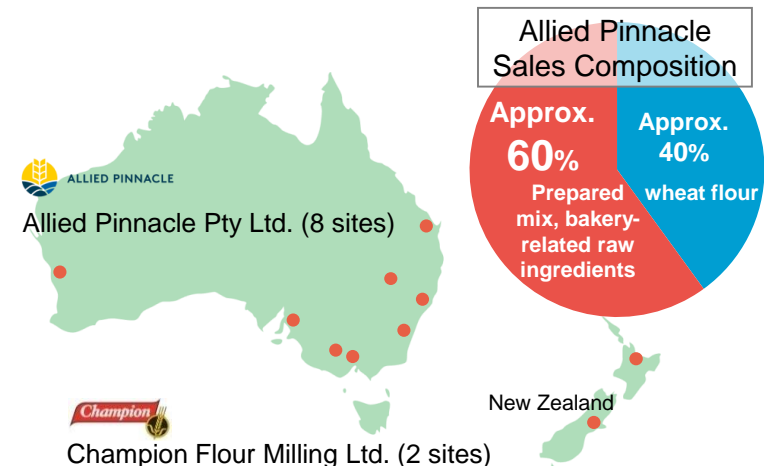 Allied Pinnacle
Sales Composition
Approx.
60%
Prepared
mix, bakery-
related raw
ingredients
Approx.
40%
wheat flour
ALLIED PINNACLE
Allied Pinnacle Pty Ltd. (8 sites)
New Zealand
Champion
Champion Flour Milling Ltd. (2 sites)